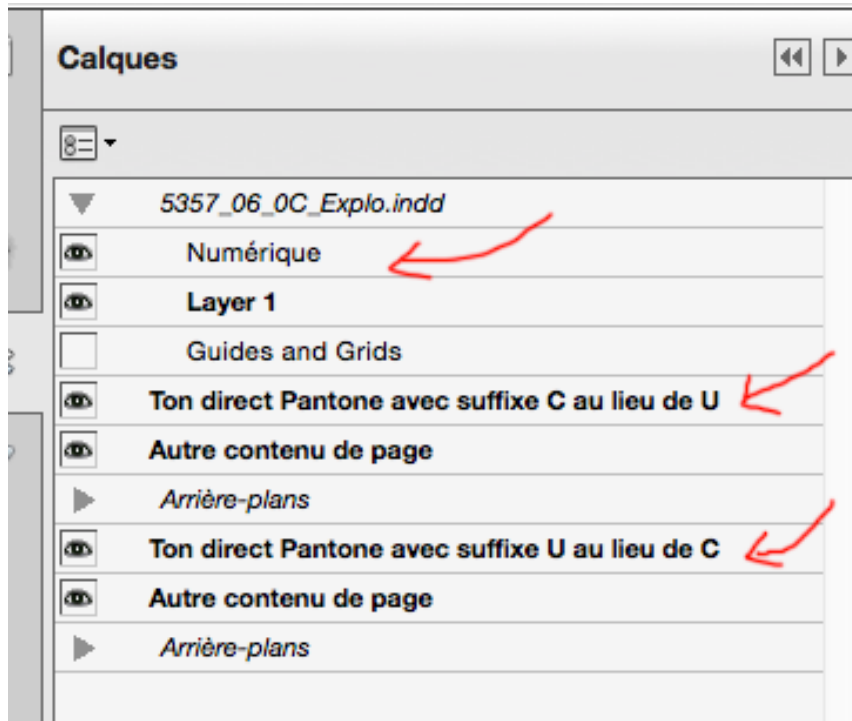 Calques
5357_06_0C_Explo.indd
Numérique
Layer 1
Guides and Grids
Ton direct Pantone avec suffixe C au lieu de U
Autre contenu de page
Arrière-plans
Ton direct Pantone avec suffixe U au lieu de C
Autre contenu de page
Arrière-plans